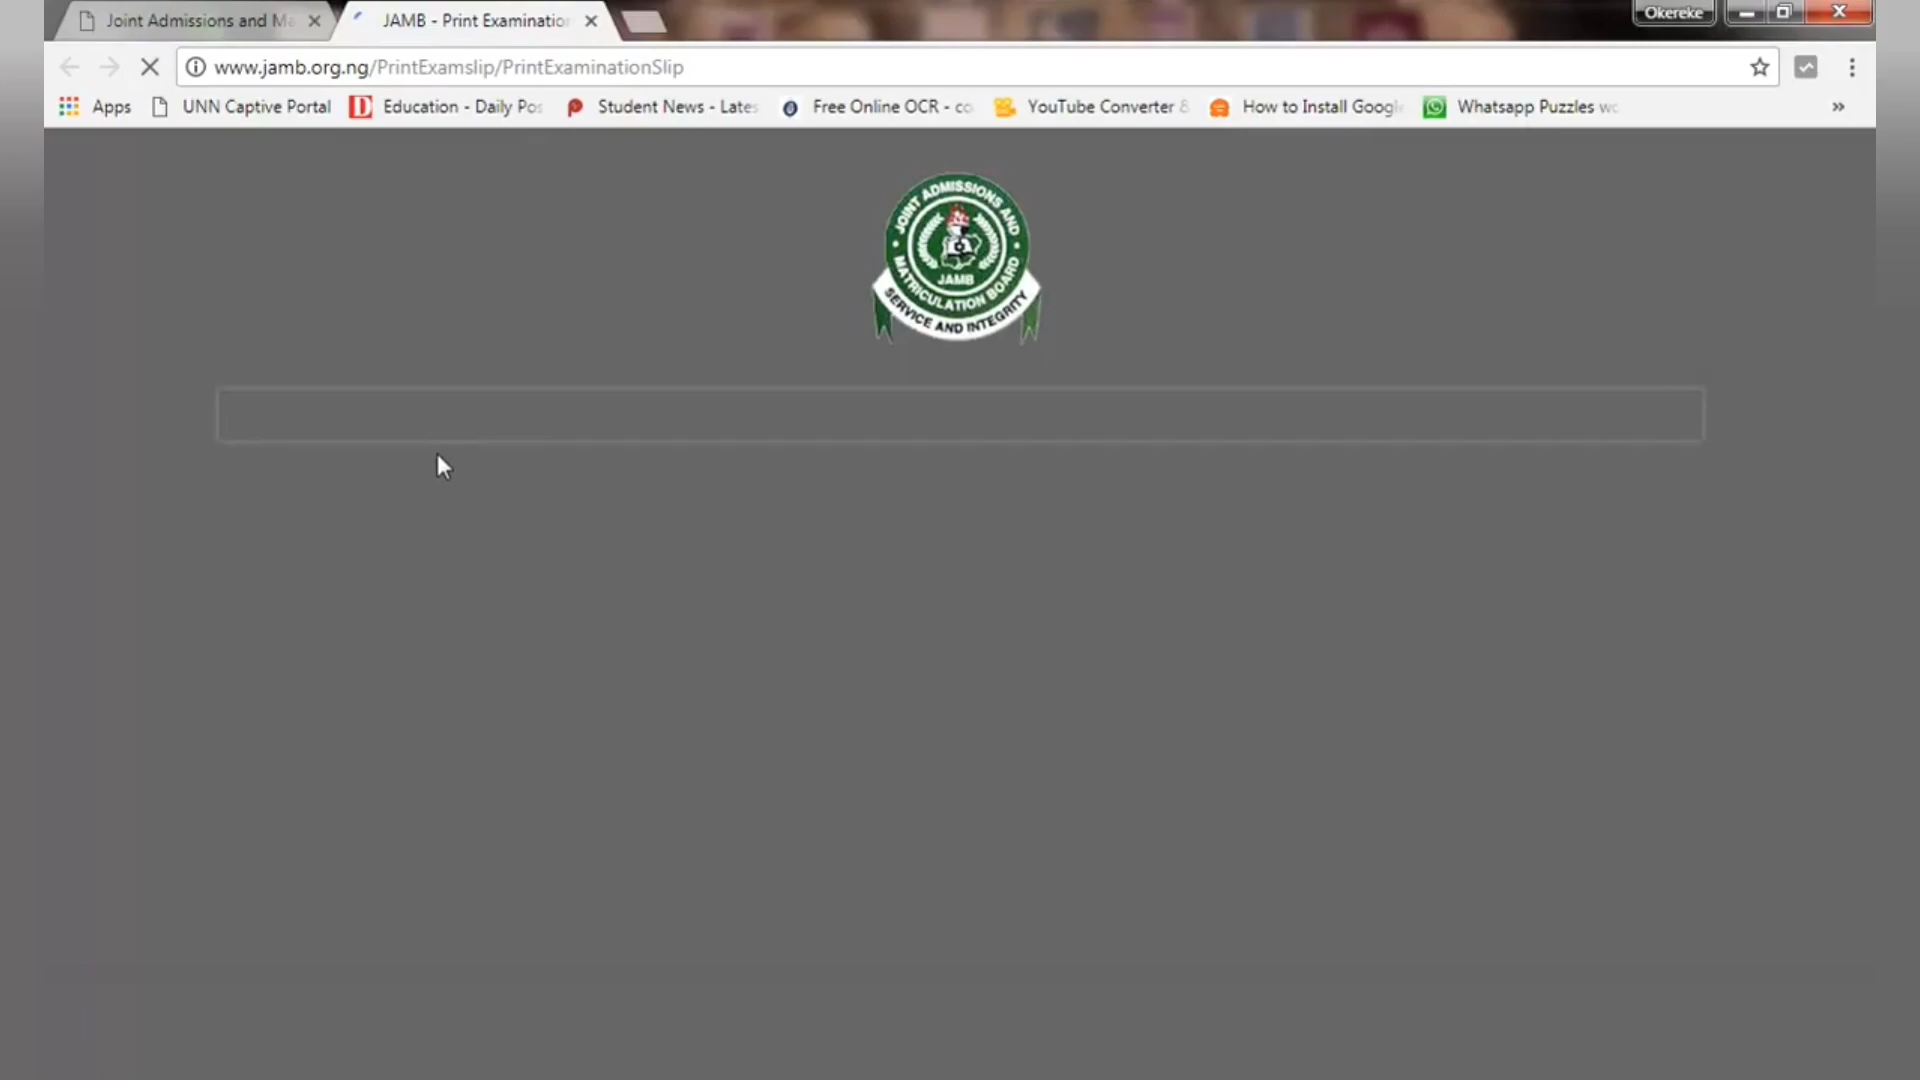 Joint Admissions and Ma
JAMB - Print Examination
Okereke
www.jamb.org.ng/PrintExamslip/PrintExaminationSlip
Apps
UNN Captive Portal
Education - Daily Pos
Student News - Lates
Free Online OCR - co
YouTube Converter &
How to Install Googl
Whatsapp Puzzles wo
»
JOINT ADMISSIONS AND
MATRICULATION BOARD
JAMB
SERVICE AND INTEGRITY